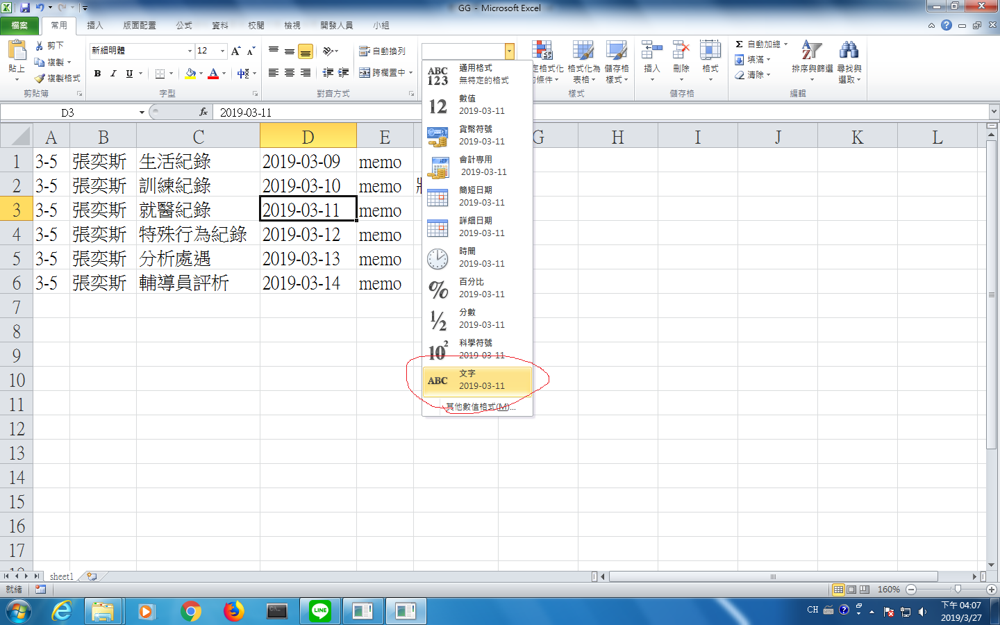 GG - Microsoft Excel
檔案 常用 插入 版面配置 公式 資料 校閱 檢視 開發人員 小組
貼上
剪下
複製
複製格式
剪貼簿
新細明體 12
B I U
字型
自動換列
跨欄置中
對齊方式
定格式化
的條件
格式化為
表格
儲存格
樣式
樣式
插入
刪除
格式
儲存格
自動加總
填滿
清除
排序與篩選
尋找與
選取
編輯
D3 fx 2019-03-11
A B C D E G H I J K L
1 3-5 張奕斯 生活紀錄 2019-03-09 memo
2 3-5 張奕斯 訓練紀錄 2019-03-10 memo
3 3-5 張奕斯 就醫紀錄 2019-03-11 memo
4 3-5 張奕斯 特殊行為紀錄 2019-03-12 memo
5 3-5 張奕斯 分析處遇 2019-03-13 memo
6 3-5 張奕斯 輔導員評析 2019-03-14 memo
7
8
9
10
11
12
13
14
15
16
17
ABC
123
通用格式
無特定的格式
12
數值
2019-03-11
貨幣符號
2019-03-11
會計專用
2019-03-11
簡短日期
2019-03-11
詳細日期
2019-03-11
時間
2019-03-11
%
百分比
2019-03-11
½
分數
2019-03-11
10²
科學符號
2019-03-11
ABC
文字
2019-03-11
其他數值格式(M)...
sheet1
就緒
160%
LINE
CH
下午 04:07
2019/3/27